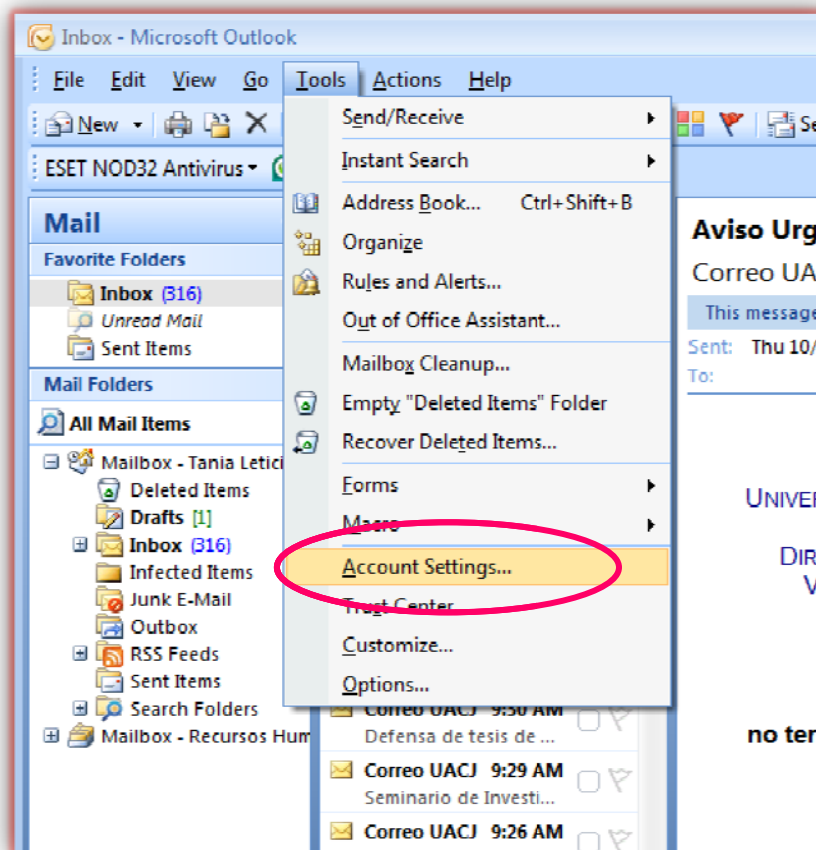 Inbox - Microsoft Outlook
File Edit View Go Tools Actions Help
New
ESET NOD32 Antivirus
Send/Receive
Instant Search
Address Book... Ctrl+Shift+B
Organize
Rules and Alerts...
Out of Office Assistant...
Mailbox Cleanup...
Empty "Deleted Items" Folder
Recover Deleted Items...
Forms
Macro
Account Settings...
Trust Center
Customize...
Options...
Mail
Favorite Folders
Inbox (316)
Unread Mail
Sent Items
Mail Folders
All Mail Items
Mailbox - Tania Letici
Deleted Items
Drafts [1]
Inbox (316)
Infected Items
Junk E-Mail
Outbox
RSS Feeds
Sent Items
Search Folders
Mailbox - Recursos Hum
Correo UACJ 9:30 AM
Defensa de tesis de ...
Correo UACJ 9:29 AM
Seminario de Investi...
Correo UACJ 9:26 AM
Aviso Urg
Correo UA
This message
Sent: Thu 10/
To:
UNIVE
DIR
no ter